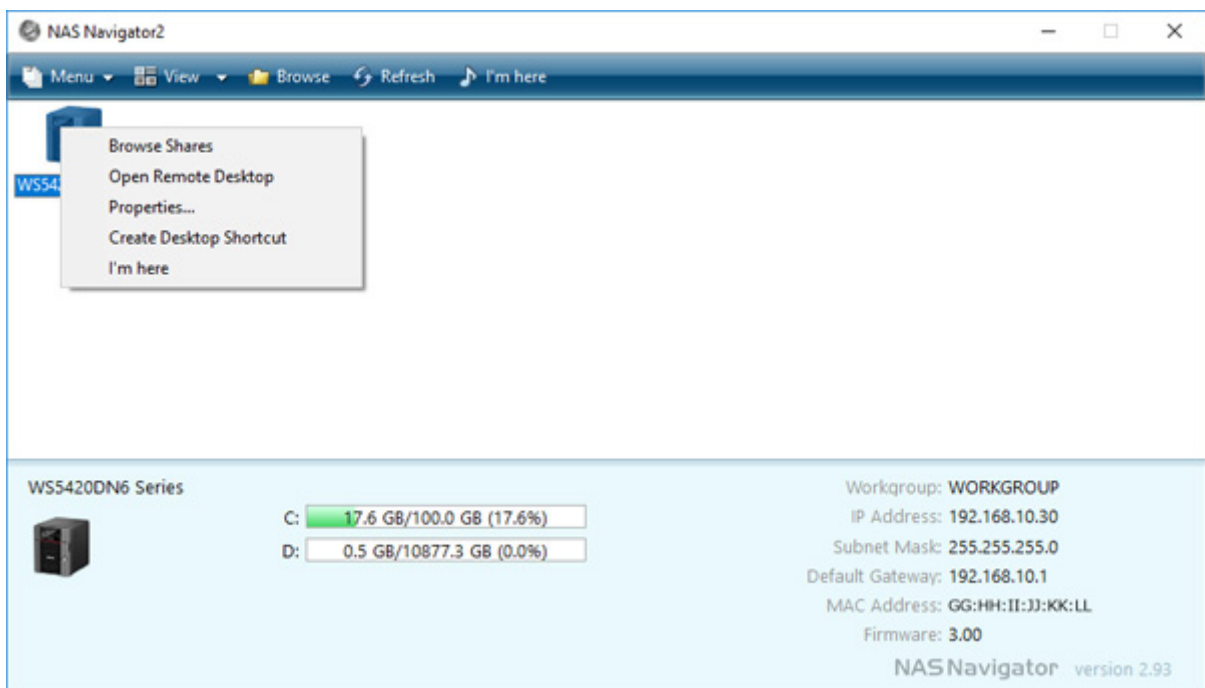 NAS Navigator2
Menu View Browse Refresh I'm here
Browse Shares
Open Remote Desktop
Properties...
Create Desktop Shortcut
I'm here
WS54
WS5420DN6 Series
C: 17.6 GB/100.0 GB (17.6%)
D: 0.5 GB/10877.3 GB (0.0%)
Workgroup: WORKGROUP
IP Address: 192.168.10.30
Subnet Mask: 255.255.255.0
Default Gateway: 192.168.10.1
MAC Address: GG:HH:II:JJ:KK:LL
Firmware: 3.00
NAS Navigator version 2.93